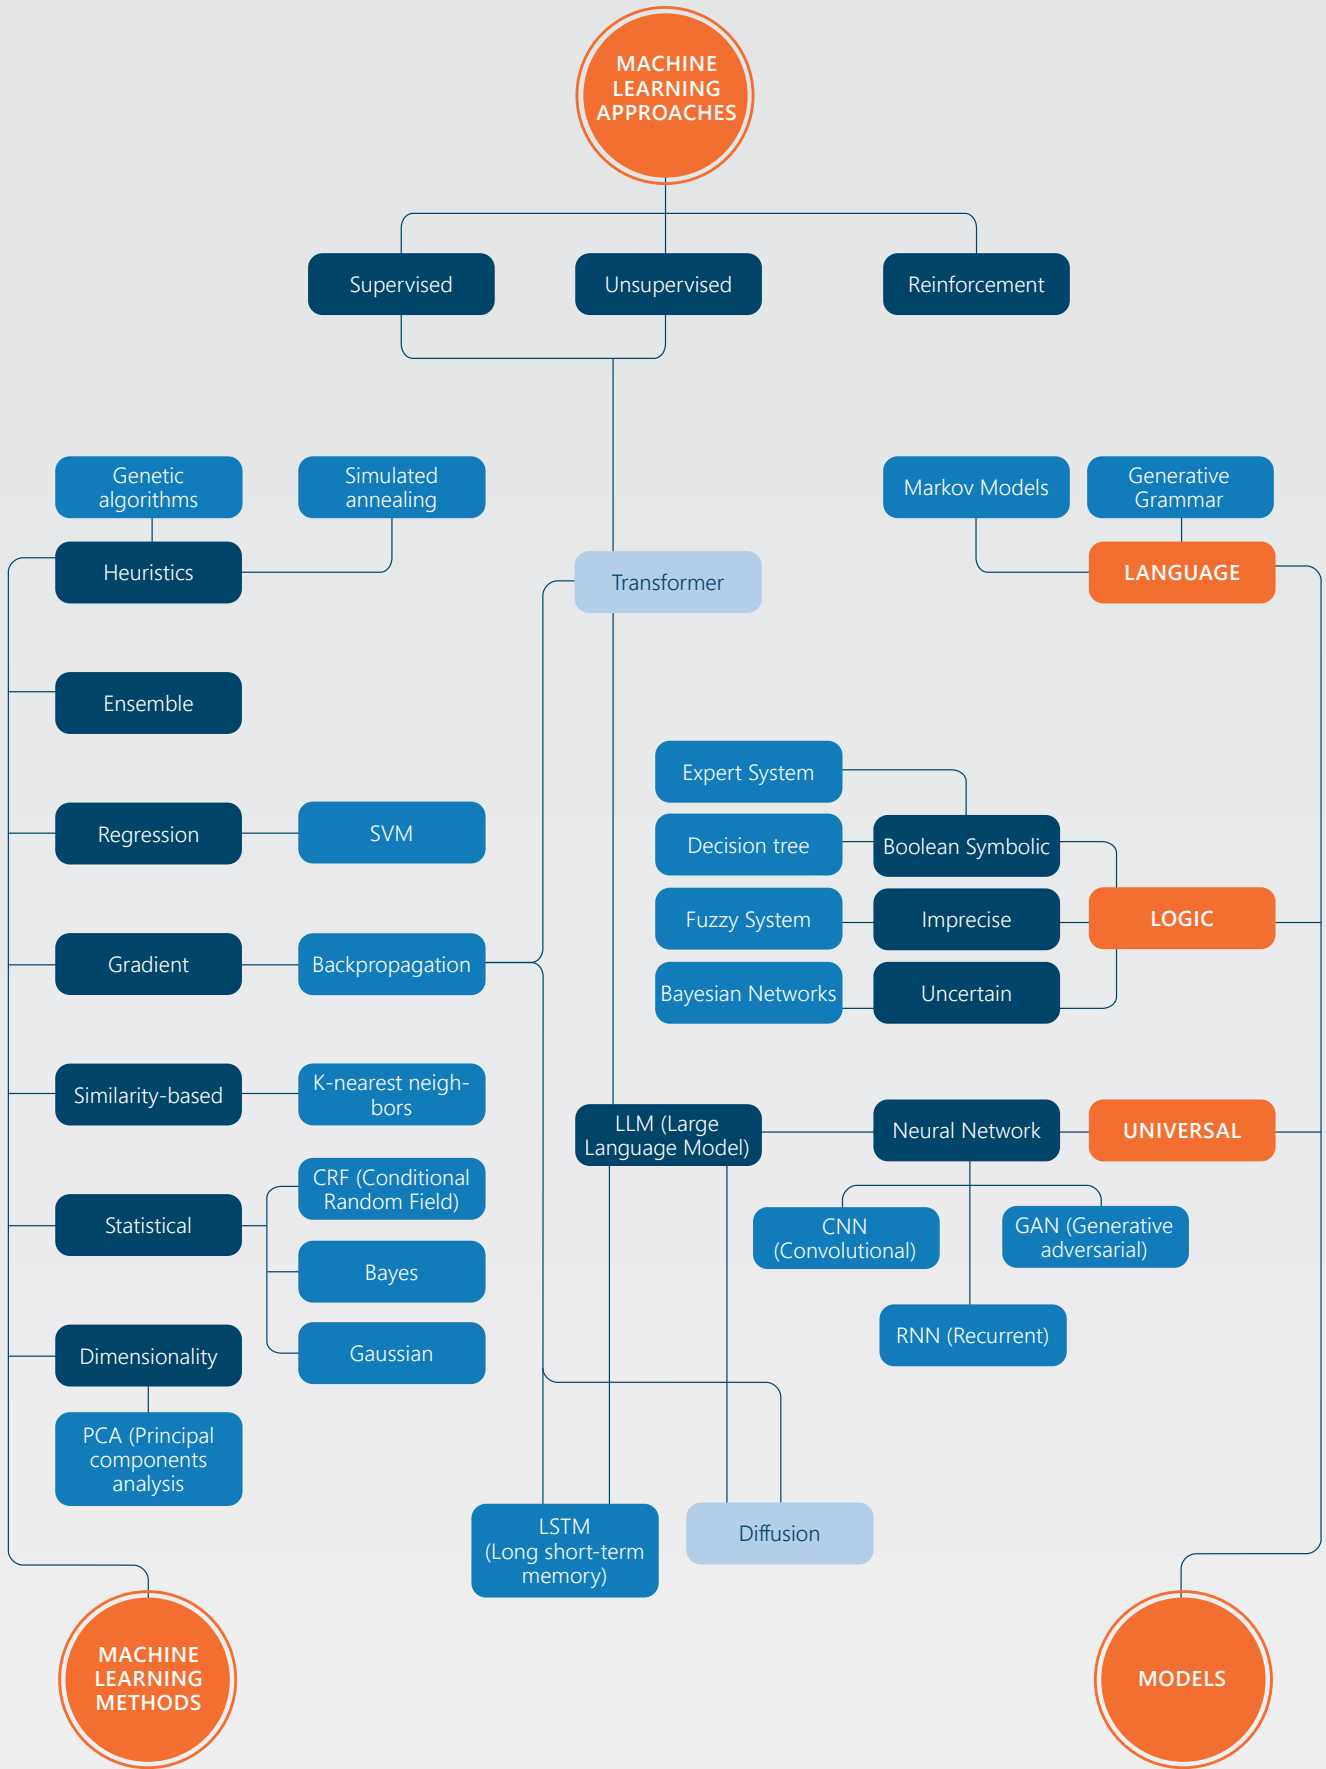 MACHINE
LEARNING
APPROACHES
Supervised
Unsupervised
Reinforcement
Genetic
algorithms
Simulated
annealing
Markov Models
Generative
Grammar
Heuristics
LANGUAGE
Transformer
Ensemble
Expert System
Regression
SVM
Decision tree
Boolean Symbolic
Fuzzy System
Imprecise
LOGIC
Gradient
Backpropagation
Bayesian Networks
Uncertain
Similarity-based
K-nearest neigh-
bors
LLM (Large
Language Model)
Neural Network
UNIVERSAL
CRF (Conditional
Random Field)
Statistical
CNN
(Convolutional)
GAN (Generative
adversarial)
Bayes
RNN (Recurrent)
Dimensionality
Gaussian
PCA (Principal
components
analysis
LSTM
(Long short-term
memory)
Diffusion
MACHINE
LEARNING
METHODS
MODELS